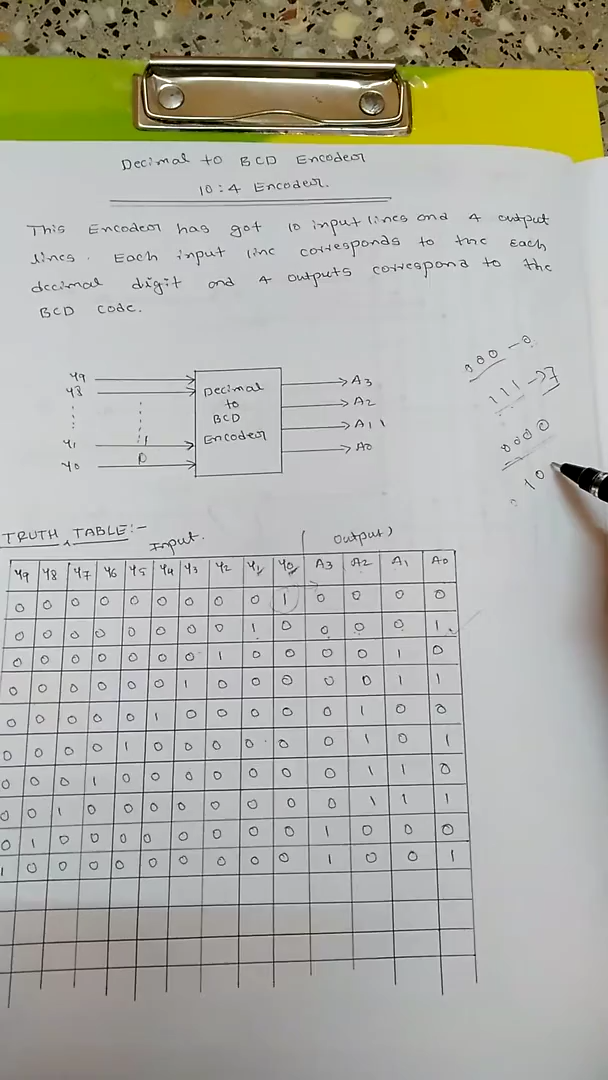 Decimal to BCD Encoder
10:4 Encoder.
This Encoder has got 10 input lines and 4 output
lines. Each input line corresponds to the Each
decimal digit and 4 outputs correspond to the
BCD code.
000-0
111->7
0000
010
Y9
Y8
Y1 1
Y0 0
Decimal
to
BCD
Encoder
A3
A2
A1
A0
TRUTH TABLE:-
Input. (Output)
Y9 Y8 Y7 Y6 Y5 Y4 Y3 Y2 Y1 Y0 A3 A2 A1 A0
0 0 0 0 0 0 0 0 0 1 0 0 0 0
0 0 0 0 0 0 0 0 1 0 0 0 0 1
0 0 0 0 0 0 0 1 0 0 0 0 1 0
0 0 0 0 0 0 1 0 0 0 0 0 1 1
0 0 0 0 0 1 0 0 0 0 0 1 0 0
0 0 0 0 1 0 0 0 0 0 0 1 0 1
0 0 0 1 0 0 0 0 0 0 0 1 1 0
0 0 1 0 0 0 0 0 0 0 0 1 1 1
0 1 0 0 0 0 0 0 0 0 1 0 0 0
1 0 0 0 0 0 0 0 0 0 1 0 0 1